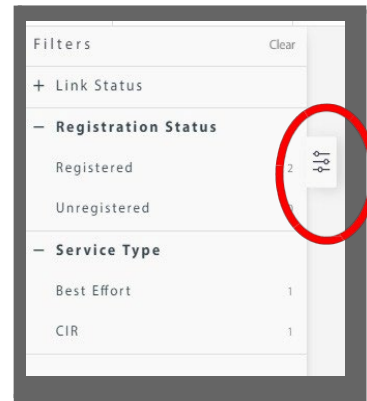 Filters Clear
+ Link Status
— Registration Status
Registered 2
Unregistered
— Service Type
Best Effort 1
CIR 1